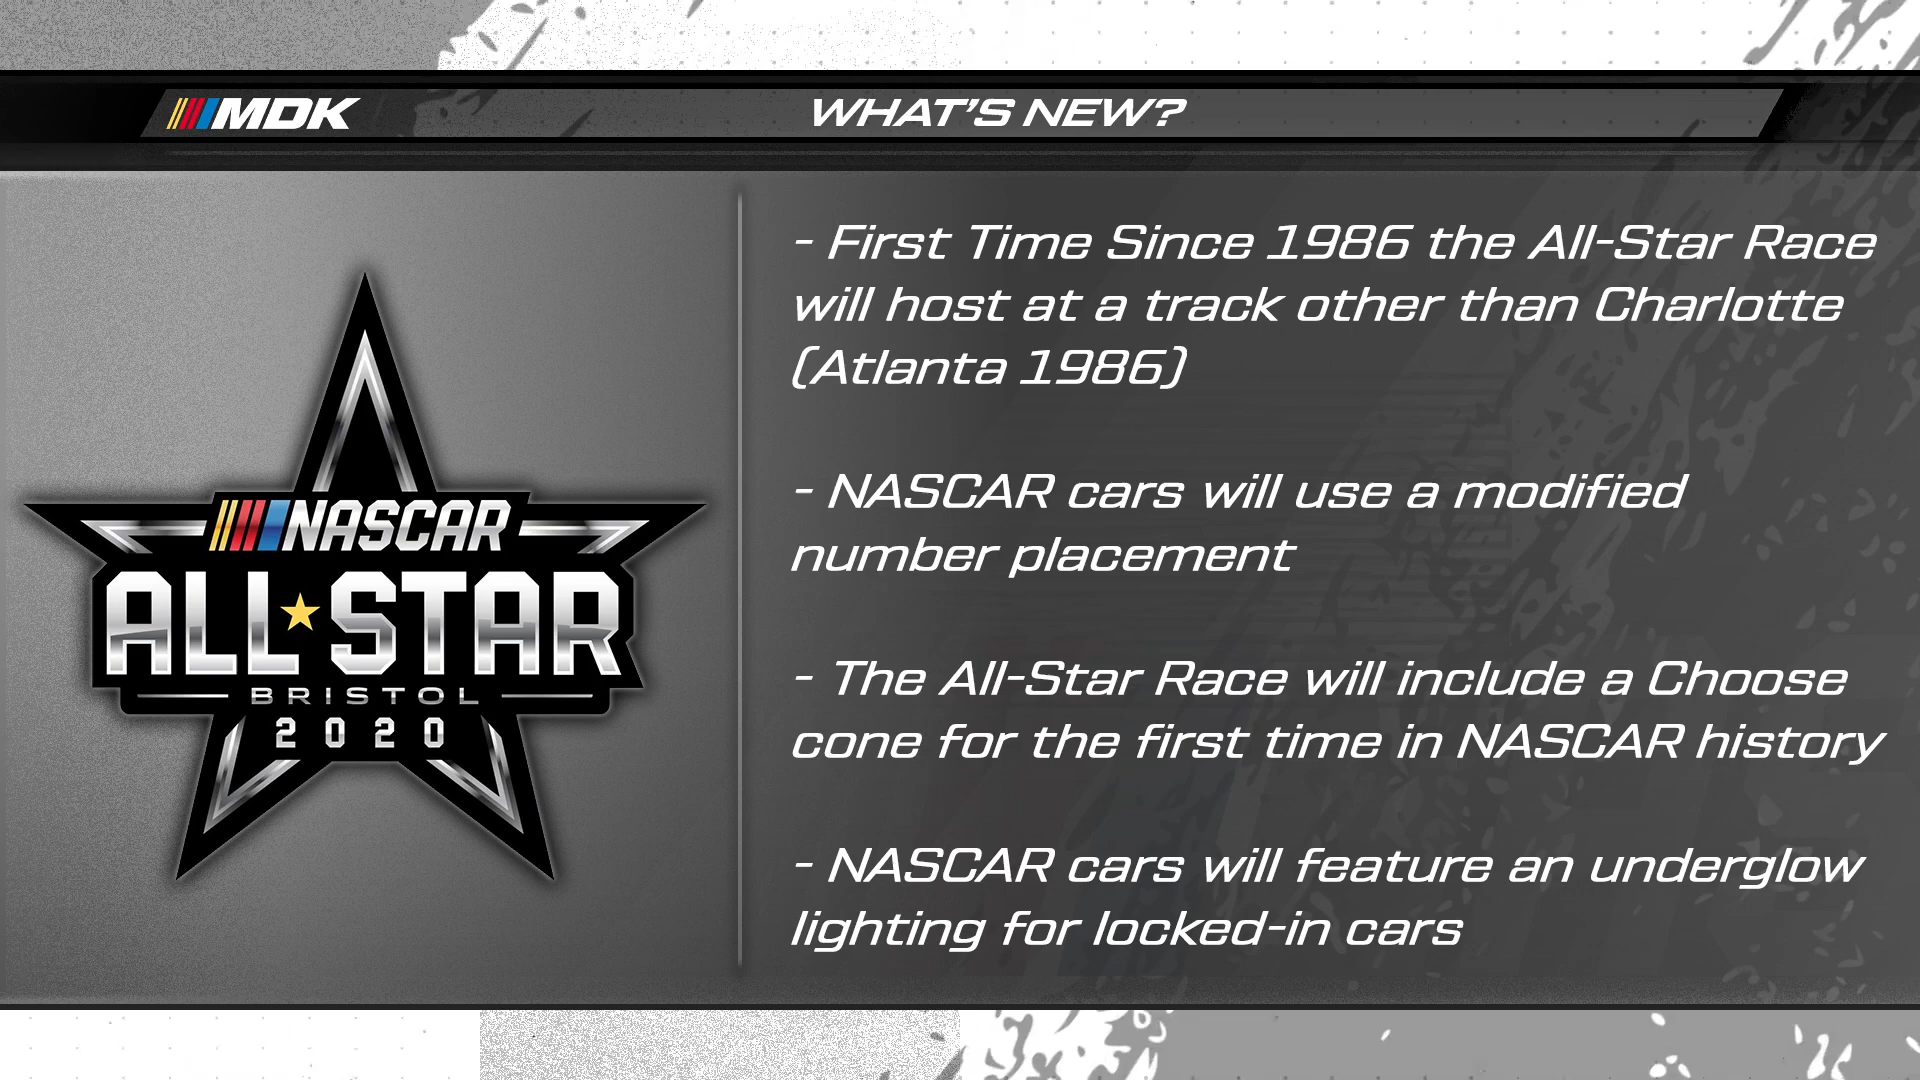 MDK
WHAT'S NEW?
NASCAR
ALL STAR
BRISTOL
2020
- First Time Since 1986 the All-Star Race
will host at a track other than Charlotte
(Atlanta 1986)
- NASCAR cars will use a modified
number placement
- The All-Star Race will include a Choose
cone for the first time in NASCAR history
- NASCAR cars will feature an underglow
lighting for locked-in cars